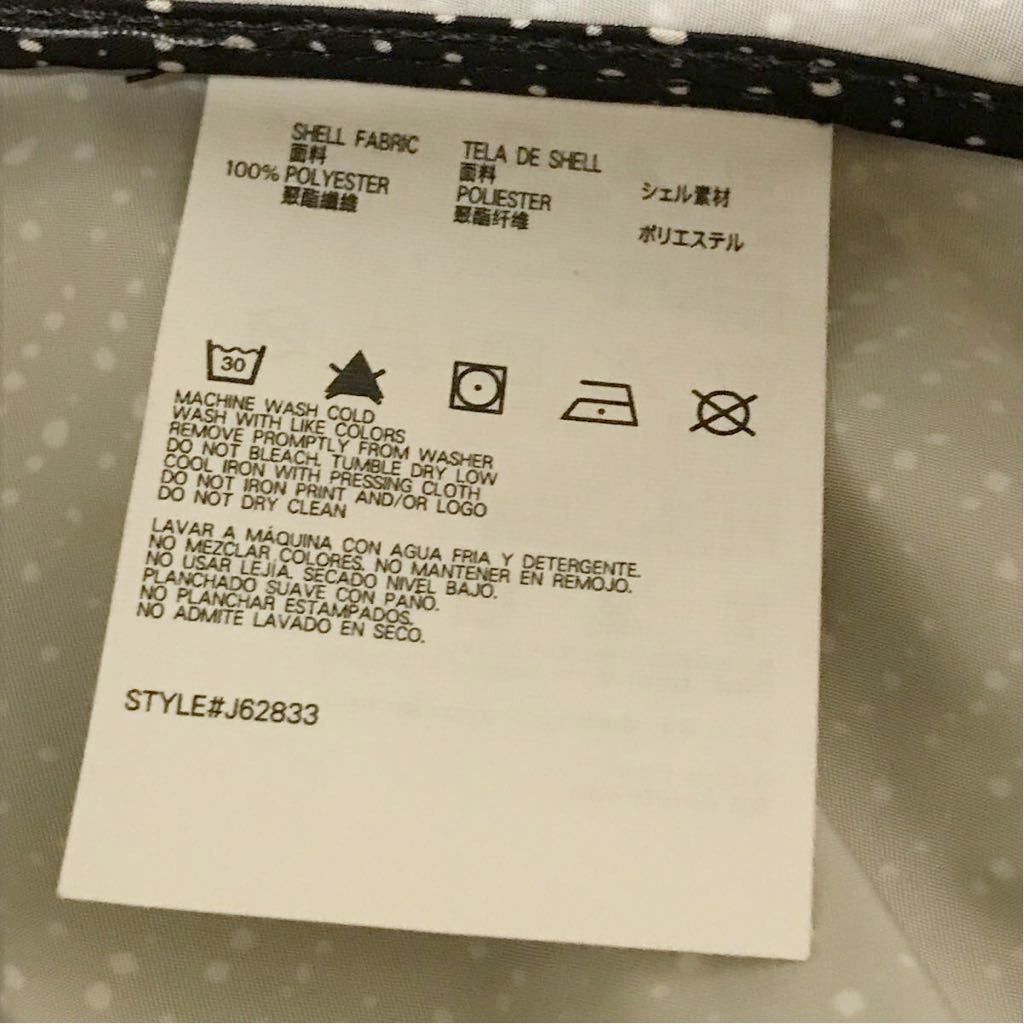 SHELL FABRIC
面料
100% POLYESTER
聚酯纖維
TELA DE SHELL
面料
POLIESTER
聚酯纤维
シェル素材
ポリエステル
30
MACHINE WASH COLD
WASH WITH LIKE COLORS
REMOVE PROMPTLY FROM WASHER
DO NOT BLEACH, TUMBLE DRY LOW
COOL IRON WITH PRESSING CLOTH
DO NOT IRON PRINT AND/OR LOGO
DO NOT DRY CLEAN
LAVAR A MÁQUINA CON AGUA FRIA Y DETERGENTE.
NO MEZCLAR COLORES. NO MANTENER EN REMOJO.
NO USAR LEJÍA. SECADO NIVEL BAJO.
PLANCHADO SUAVE CON PAÑO.
NO PLANCHAR ESTAMPADOS.
NO ADMITE LAVADO EN SECO.
STYLE#J62833